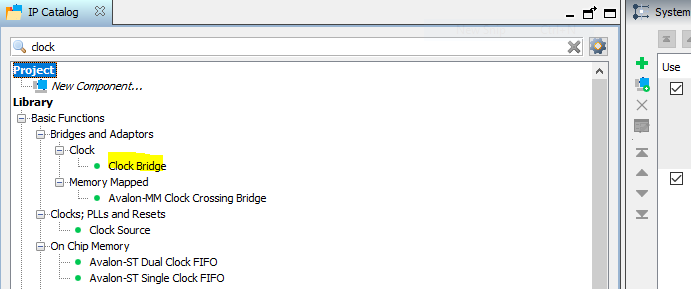 IP Catalog
System
clock
Project
New Component...
Library
Basic Functions
Bridges and Adaptors
Clock
Clock Bridge
Memory Mapped
Avalon-MM Clock Crossing Bridge
Clocks; PLLs and Resets
Clock Source
On Chip Memory
Avalon-ST Dual Clock FIFO
Avalon-ST Single Clock FIFO
Use